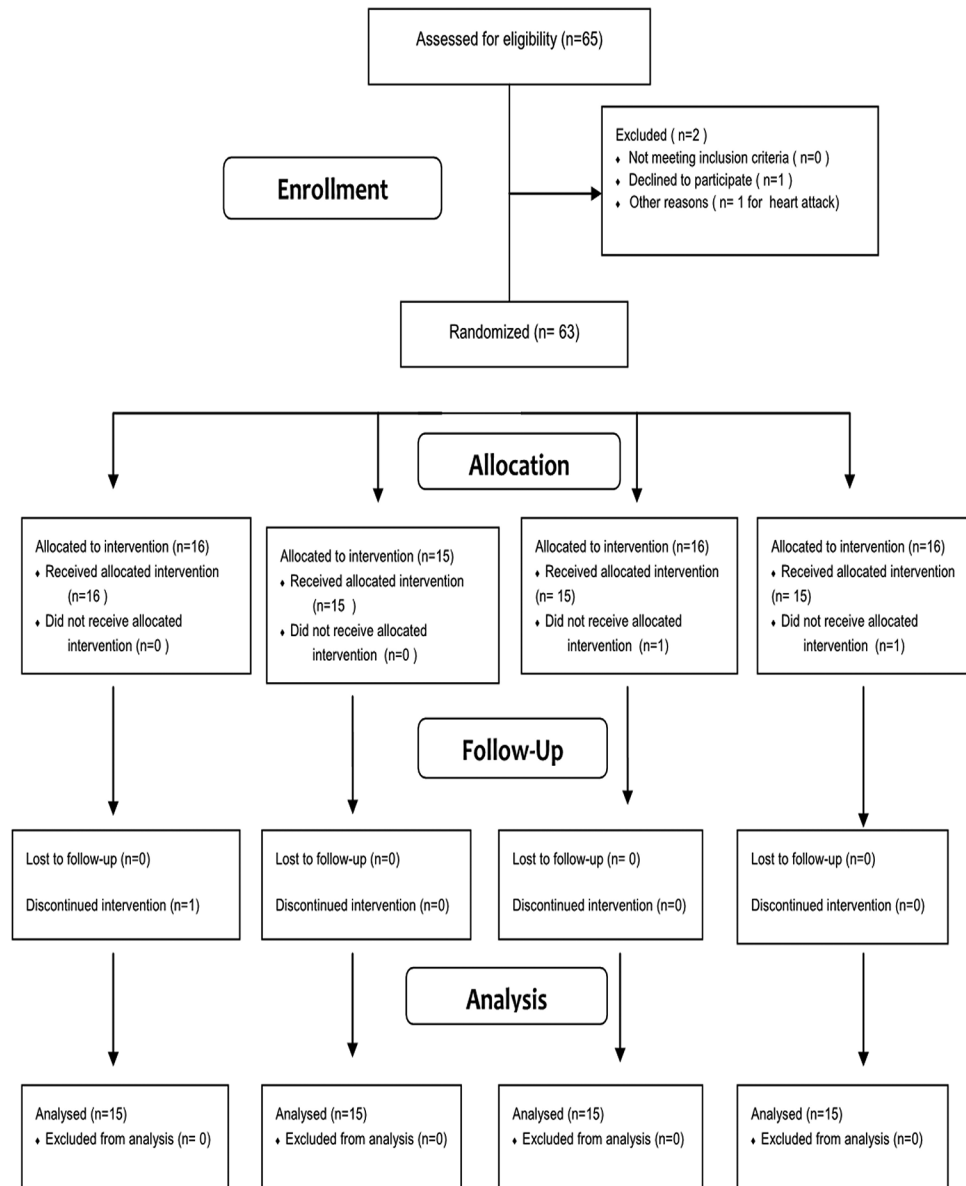 Assessed for eligibility (n=65)
Excluded ( n=2 )
♦ Not meeting inclusion criteria ( n=0 )
♦ Declined to participate ( n=1 )
♦ Other reasons ( n= 1 for heart attack)
Enrollment
Randomized (n= 63)
Allocation
Allocated to intervention (n=16)
♦ Received allocated intervention
(n=16 )
♦ Did not receive allocated
intervention (n=0 )
Allocated to intervention (n=15)
♦ Received allocated intervention
(n=15 )
♦ Did not receive allocated
intervention (n=0 )
Allocated to intervention (n=16)
♦ Received allocated intervention
(n= 15)
♦ Did not receive allocated
intervention (n=1)
Allocated to intervention (n=16)
♦ Received allocated intervention
(n= 15)
♦ Did not receive allocated
intervention (n=1)
Follow-Up
Lost to follow-up (n=0)
Discontinued intervention (n=1)
Lost to follow-up (n=0)
Discontinued intervention (n=0)
Lost to follow-up (n= 0)
Discontinued intervention (n=0)
Lost to follow-up (n=0)
Discontinued intervention (n=0)
Analysis
Analysed (n=15)
♦ Excluded from analysis (n= 0)
Analysed (n=15)
♦ Excluded from analysis (n=0)
Analysed (n=15)
♦ Excluded from analysis (n=0)
Analysed (n=15)
♦ Excluded from analysis (n=0)